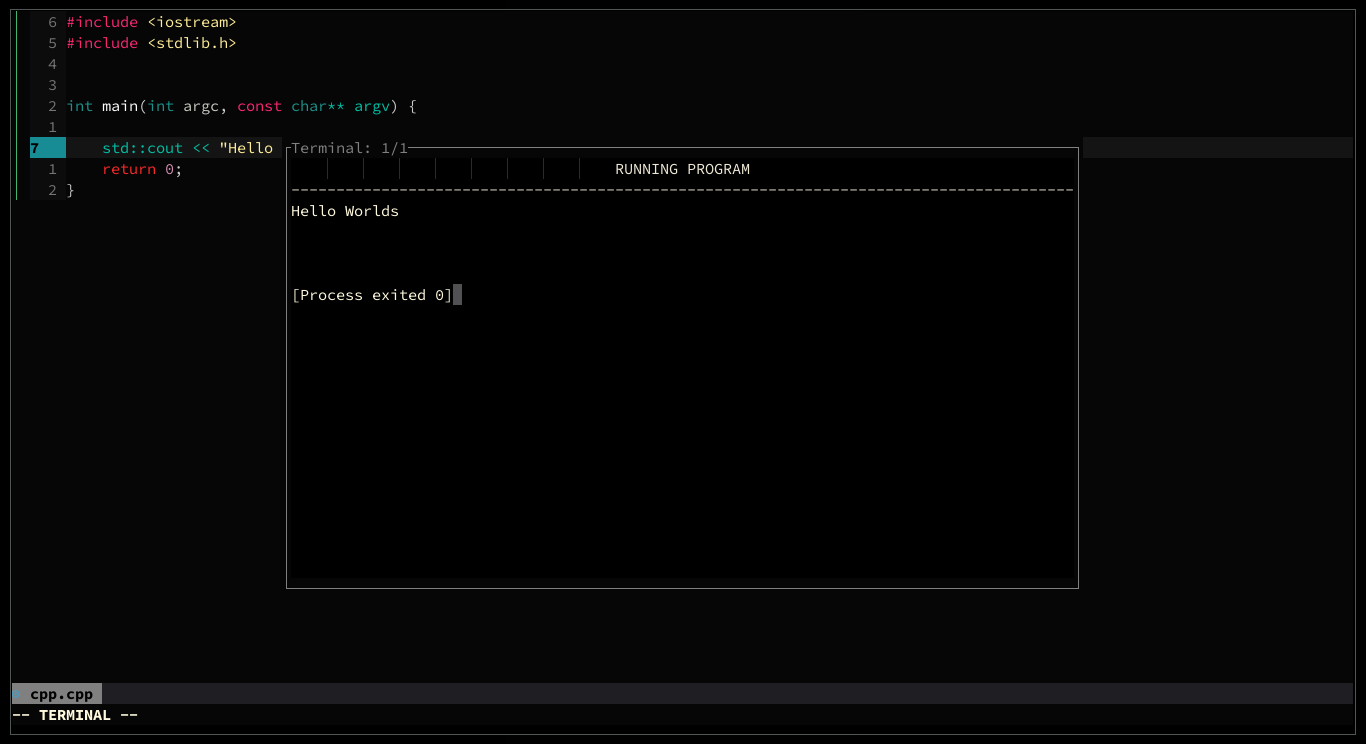 6 #include <iostream>
5 #include <stdlib.h>
4
3
2 int main(int argc, const char** argv) {
1
7 std::cout << "Hello
1 return 0;
2 }
Terminal: 1/1
RUNNING PROGRAM
---------------------------------------------------------------------------------------
Hello Worlds
[Process exited 0]
cpp.cpp
-- TERMINAL --